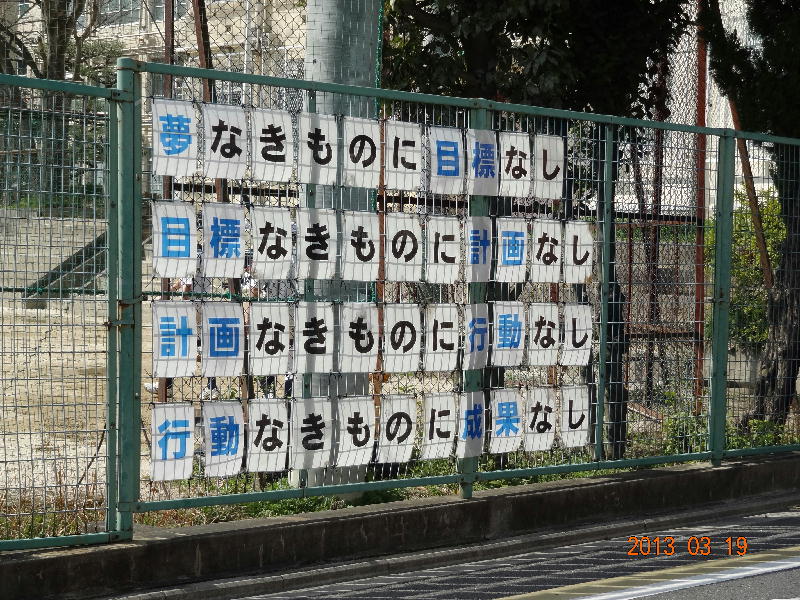 夢なきものに目標なし
目標なきものに計画なし
計画なきものに行動なし
行動なきものに成果なし
2013 03 19